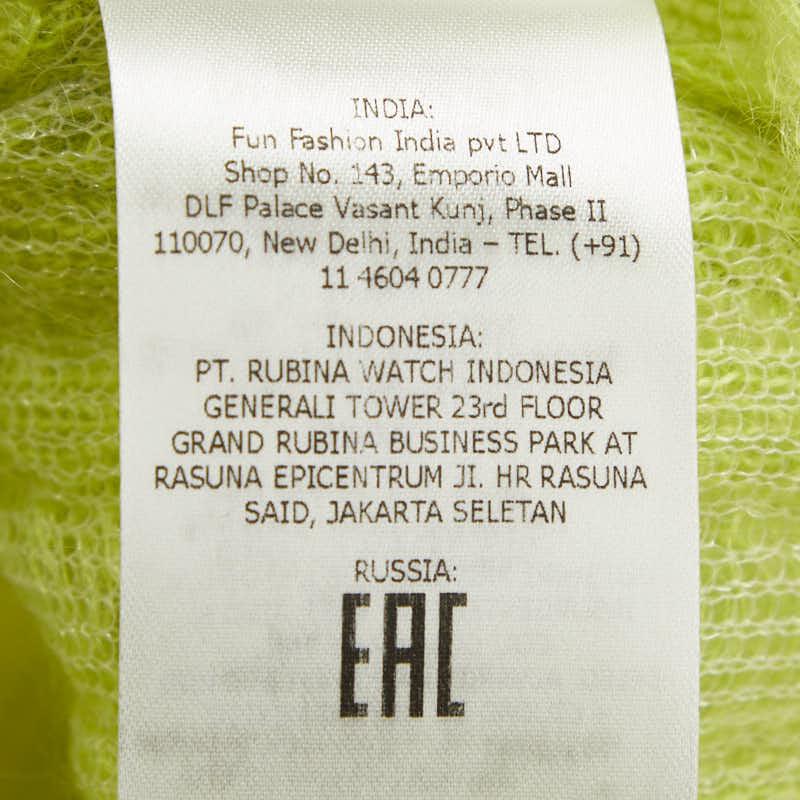 INDIA:
Fun Fashion India pvt LTD
Shop No. 143, Emporio Mall
DLF Palace Vasant Kunj, Phase II
110070, New Delhi, India – TEL. (+91)
11 4604 0777
INDONESIA:
PT. RUBINA WATCH INDONESIA
GENERALI TOWER 23rd FLOOR
GRAND RUBINA BUSINESS PARK AT
RASUNA EPICENTRUM JI. HR RASUNA
SAID, JAKARTA SELETAN
RUSSIA:
EAC